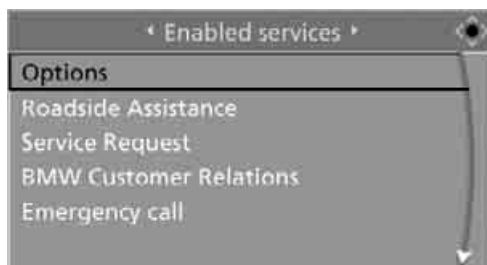 Enabled services
Options
Roadside Assistance
Service Request
BMW Customer Relations
Emergency call